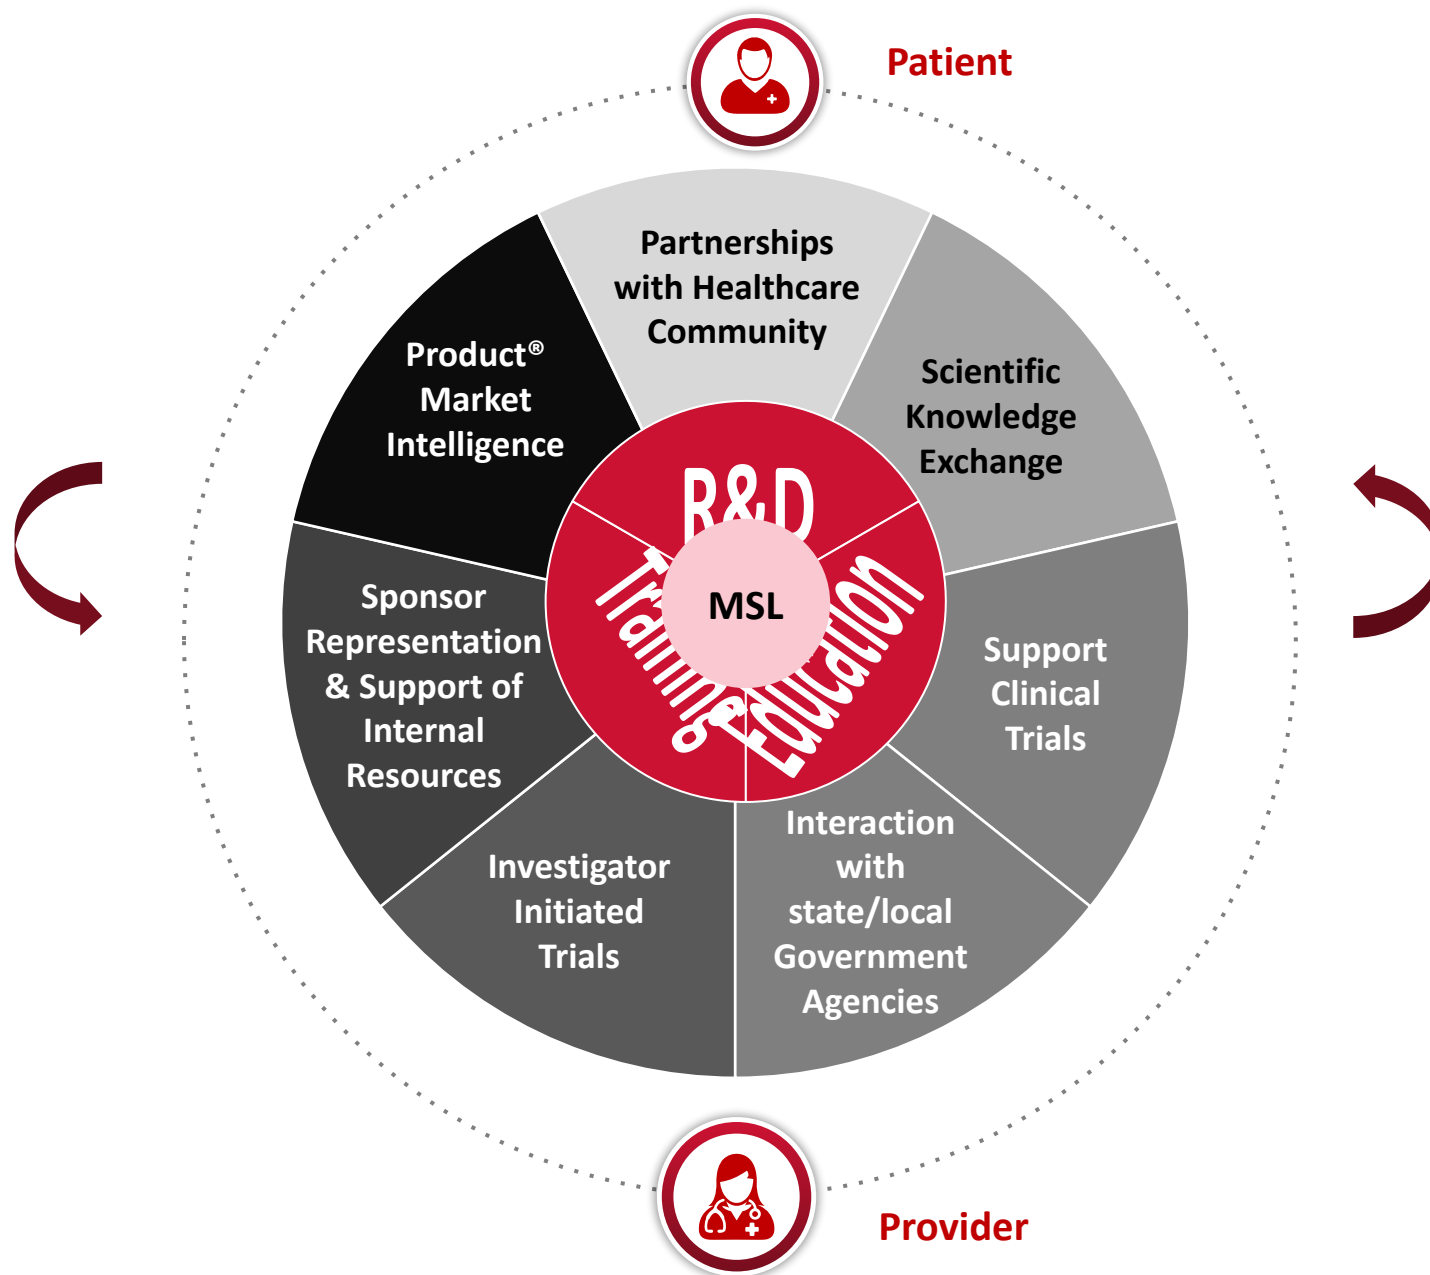 Patient
Partnerships
with Healthcare
Community
Scientific
Knowledge
Exchange
Support
Clinical
Trials
Interaction
with
state/local
Government
Agencies
Investigator
Initiated
Trials
Sponsor
Representation
& Support of
Internal
Resources
Product®
Market
Intelligence
R&D
Education
Training
MSL
Provider